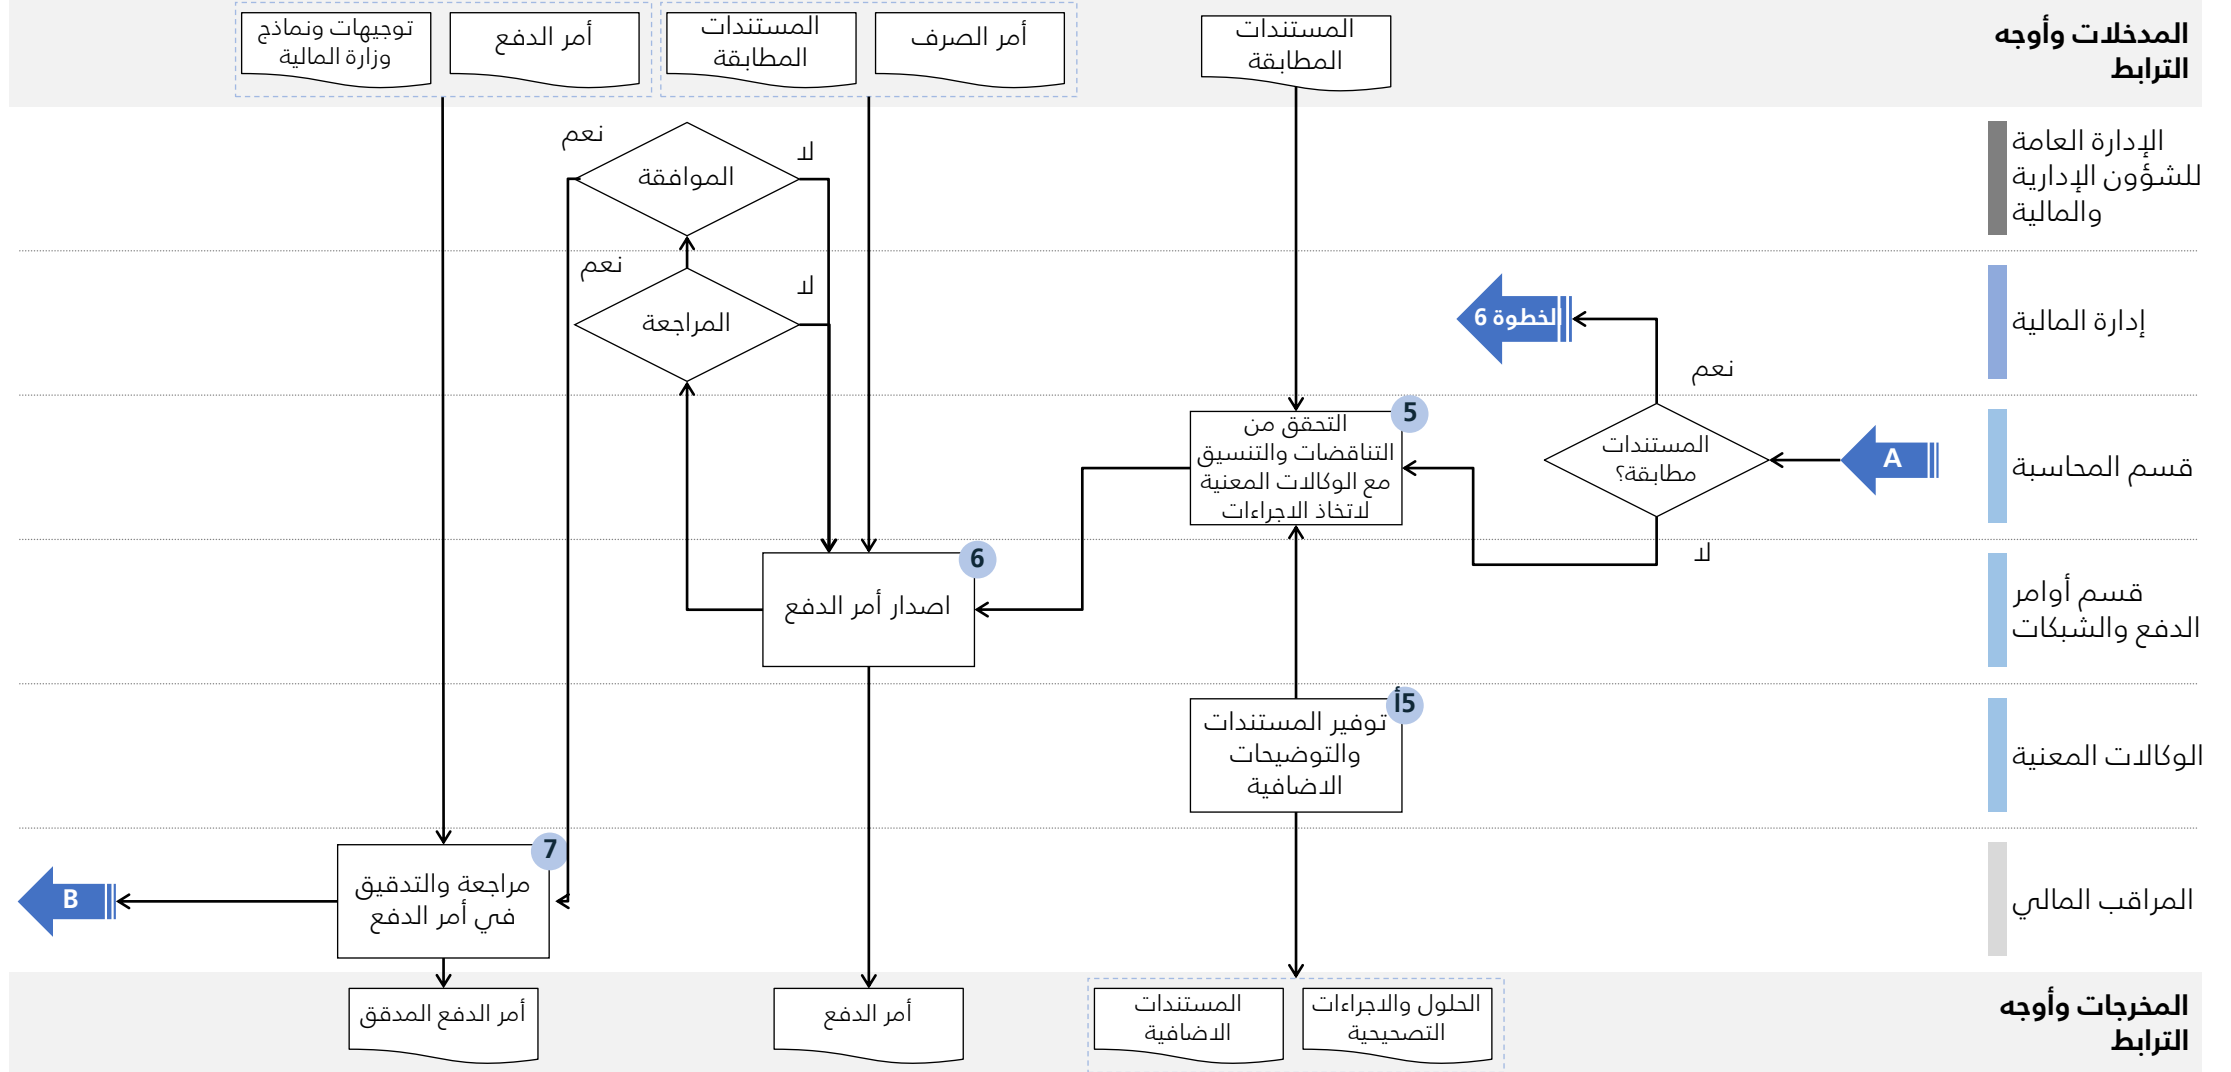 المدخلات وأوجه
الترابط
المستندات
المطابقة
أمر الصرف
المستندات
المطابقة
أمر الدفع
توجيهات ونماذج
وزارة المالية
الإدارة العامة
للشؤون الإدارية
والمالية
لا
الموافقة
نعم
إدارة المالية
الخطوة 6
نعم
لا
المراجعة
نعم
قسم المحاسبة
A
المستندات
مطابقة؟
لا
5
التحقق من
التناقضات والتنسيق
مع الوكالات المعنية
لاتخاذ الاجراءات
قسم أوامر
الدفع والشبكات
6
اصدار أمر الدفع
الوكالات المعنية
5أ
توفير المستندات
والتوضيحات
الاضافية
المراقب المالي
7
مراجعة والتدقيق
في أمر الدفع
B
المخرجات وأوجه
الترابط
الحلول والاجراءات
التصحيحية
المستندات
الاضافية
أمر الدفع
أمر الدفع المدقق